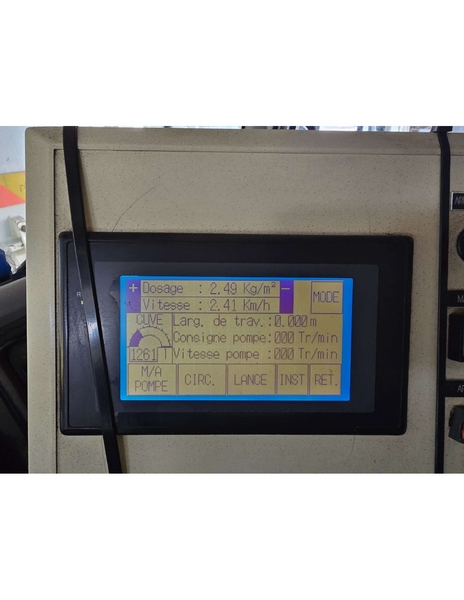 + Dosage : 2.49 Kg/m² -
Vitesse : 2.41 Km/h
MODE
CUVE
Larg. de trav.:0.000 m
Consigne pompe:000 Tr/min
1261 T
Vitesse pompe :000 Tr/min
M/A POMPE
CIRC.
LANCE
INST
RET.